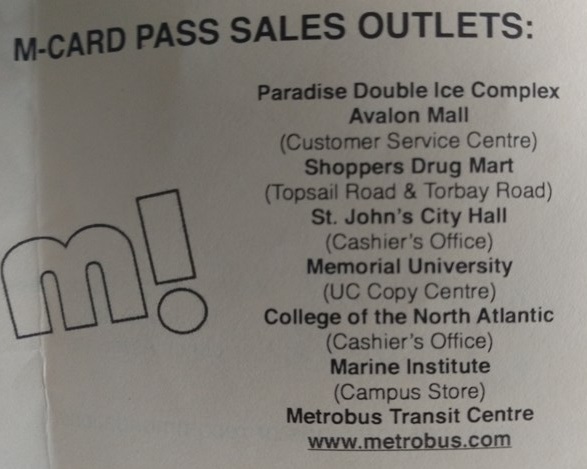 M-CARD PASS SALES OUTLETS:
Paradise Double Ice Complex
Avalon Mall
(Customer Service Centre)
Shoppers Drug Mart
(Topsail Road & Torbay Road)
St. John's City Hall
(Cashier's Office)
Memorial University
(UC Copy Centre)
College of the North Atlantic
(Cashier's Office)
Marine Institute
(Campus Store)
Metrobus Transit Centre
www.metrobus.com
m!